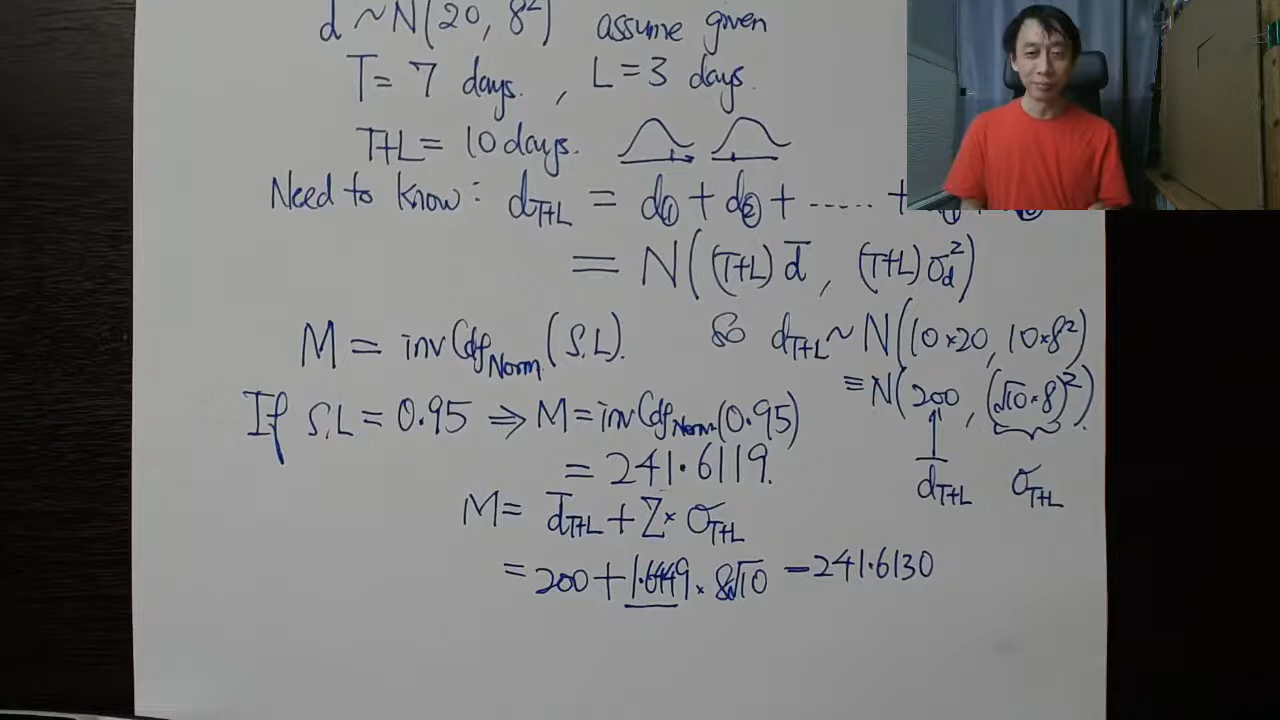 d ~ N(20, 8²) assume given
T = 7 days. , L = 3 days.
T+L = 10 days.
Need to know: d_T+L = d① + d② + ..... +
= N((T+L) d̅, (T+L) σ_d²)
M = invCdf_Norm (S.L). So d_T+L ~ N(10×20, 10×8²)
≡ N(200, (√10·8)²).
If S.L = 0.95 ⇒ M = invCdf_Norm(0.95)
= 241.6119.
d̅_T+L σ_T+L
M = d̅_T+L + Z × σ_T+L
= 200 + 1.6449 × 8√10 = 241.6130